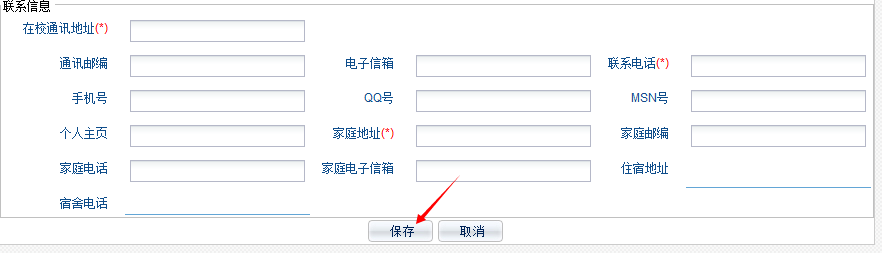 联系信息
在校通讯地址(*)
通讯邮编 电子信箱 联系电话(*)
手机号 QQ号 MSN号
个人主页 家庭地址(*) 家庭邮编
家庭电话 家庭电子信箱 住宿地址
宿舍电话
保存 取消